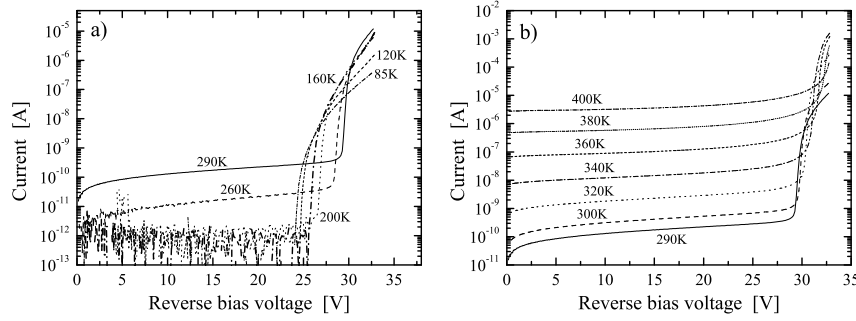 a)
Current [A]
10-5
10-6
10-7
10-8
10-9
10-10
10-11
10-12
10-13
160K
120K
85K
290K
260K
200K
0 5 10 15 20 25 30 35
Reverse bias voltage [V]
b)
Current [A]
10-2
10-3
10-4
10-5
10-6
10-7
10-8
10-9
10-10
10-11
400K
380K
360K
340K
320K
300K
290K
0 5 10 15 20 25 30 35
Reverse bias voltage [V]